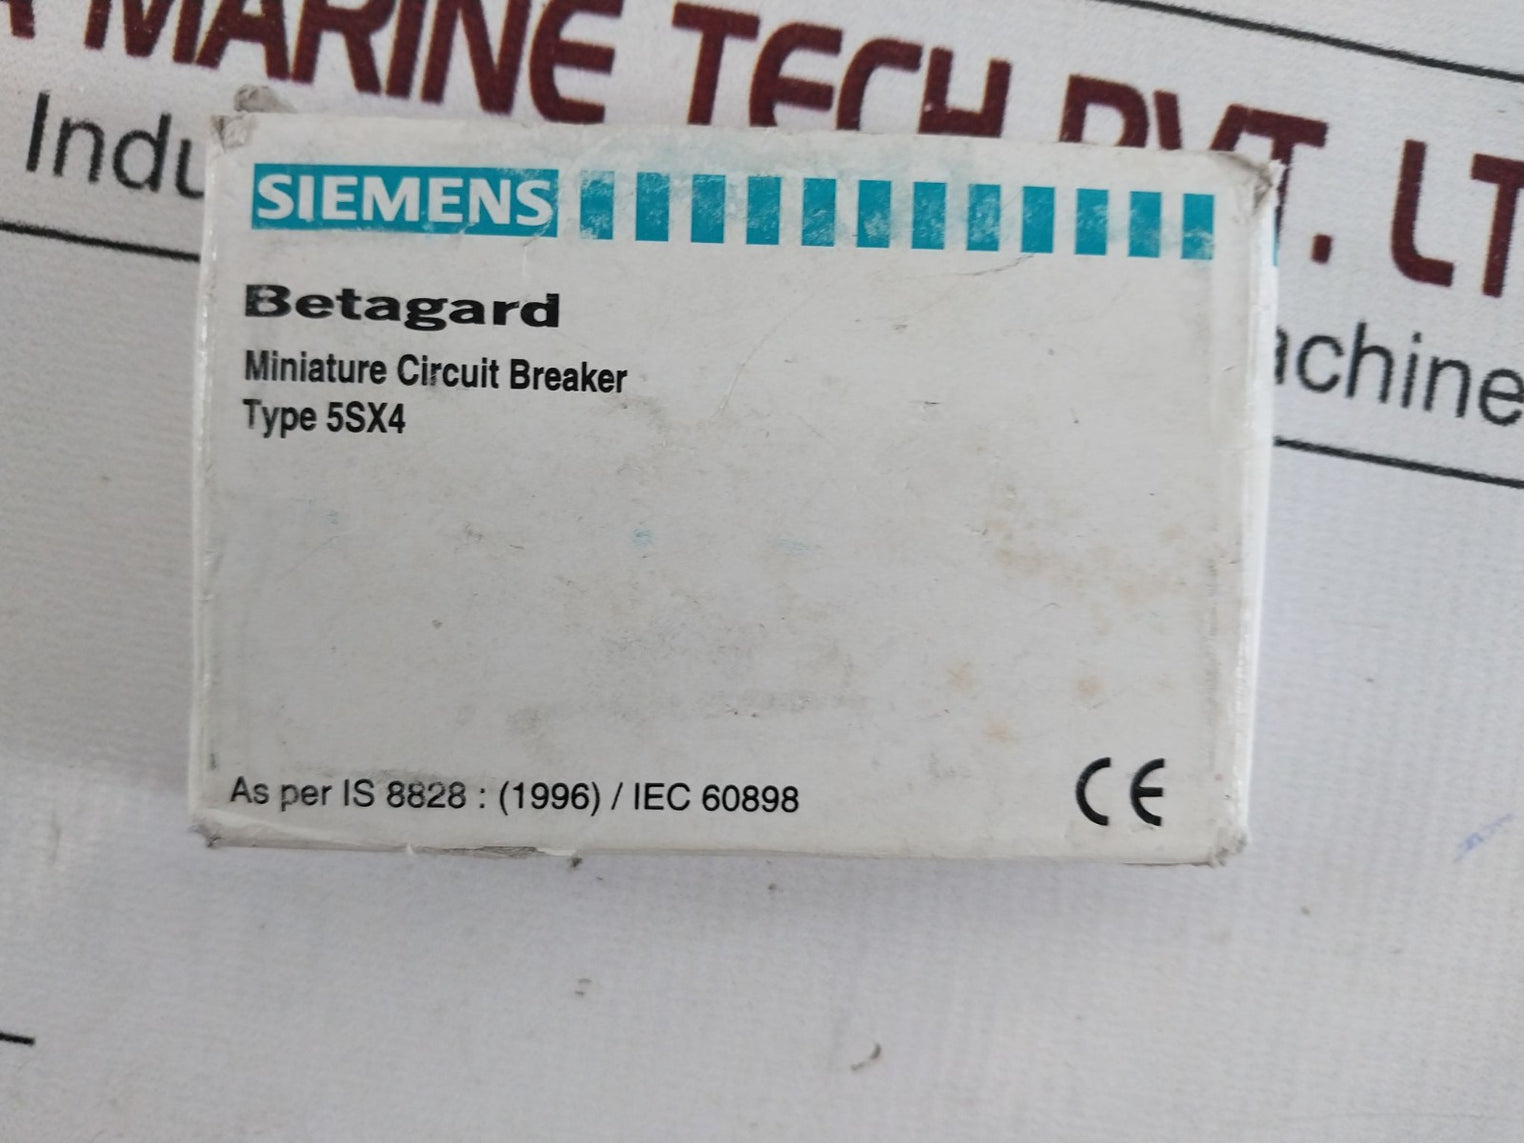 MARINE TECH PVT. LT
Indu
achine
SIEMENS
Betagard
Miniature Circuit Breaker
Type 5SX4
As per IS 8828 : (1996) / IEC 60898
CE